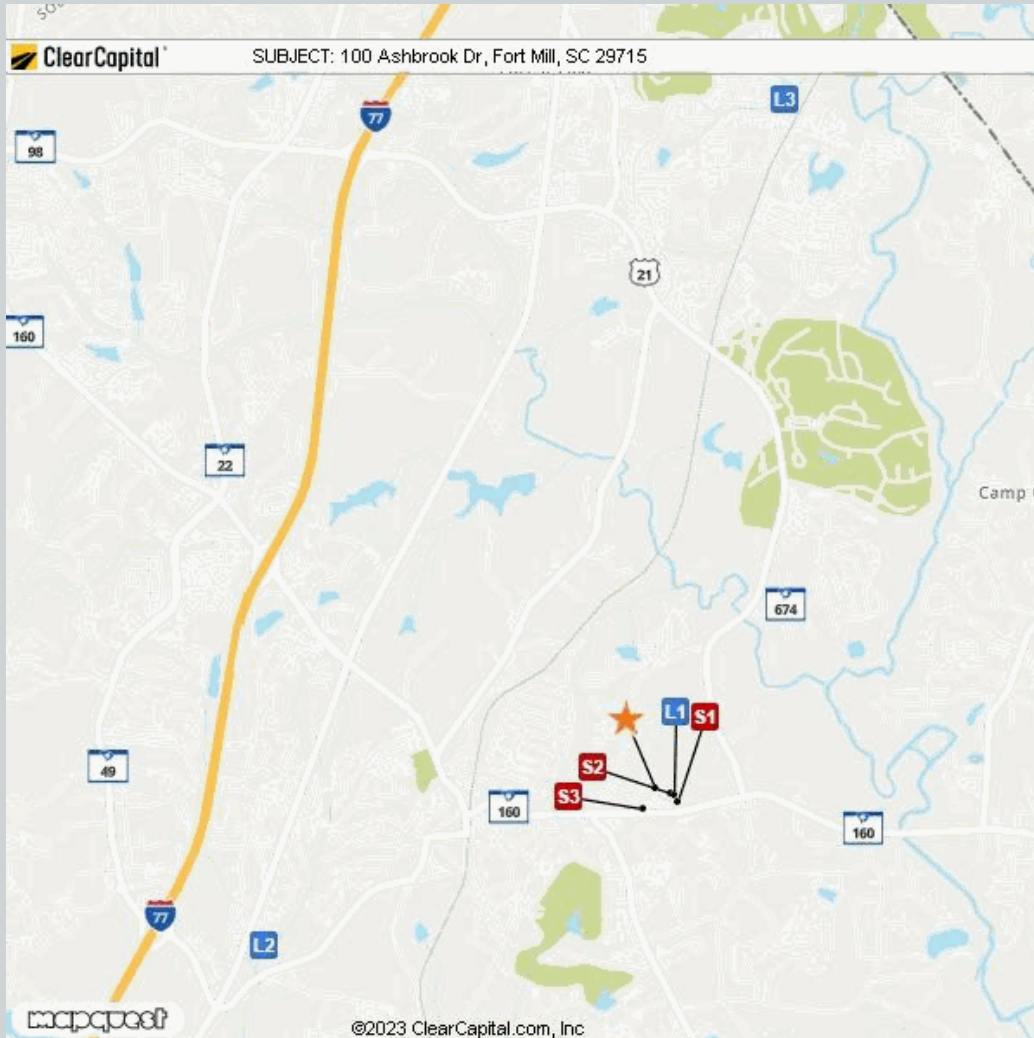 ClearCapital
SUBJECT: 100 Ashbrook Dr, Fort Mill, SC 29715
77
L3
98
21
160
22
Camp
674
L1
S1
S2
49
S3
160
160
77
L2
mapquest
©2023 ClearCapital.com, Inc